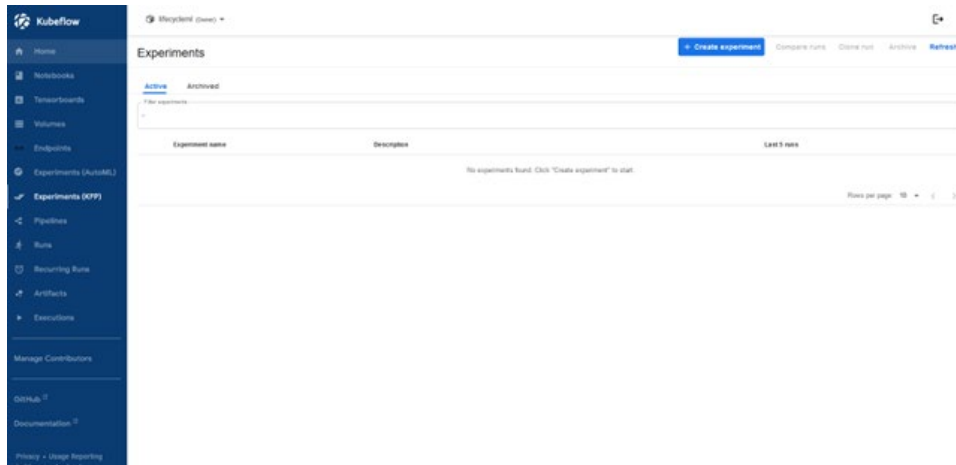 Kubeflow
lifecycleml (Owner)
Home
Experiments
+ Create experiment
Compare runs
Clone run
Archive
Refresh
Notebooks
Active
Archived
Tensorboards
Filter experiments
Volumes
Endpoints
Experiment name
Description
Last 5 runs
Experiments (AutoML)
No experiments found. Click "Create experiment" to start.
Experiments (KFP)
Rows per page: 10
Pipelines
Runs
Recurring Runs
Artifacts
Executions
Manage Contributors
GitHub
Documentation
Privacy • Usage Reporting